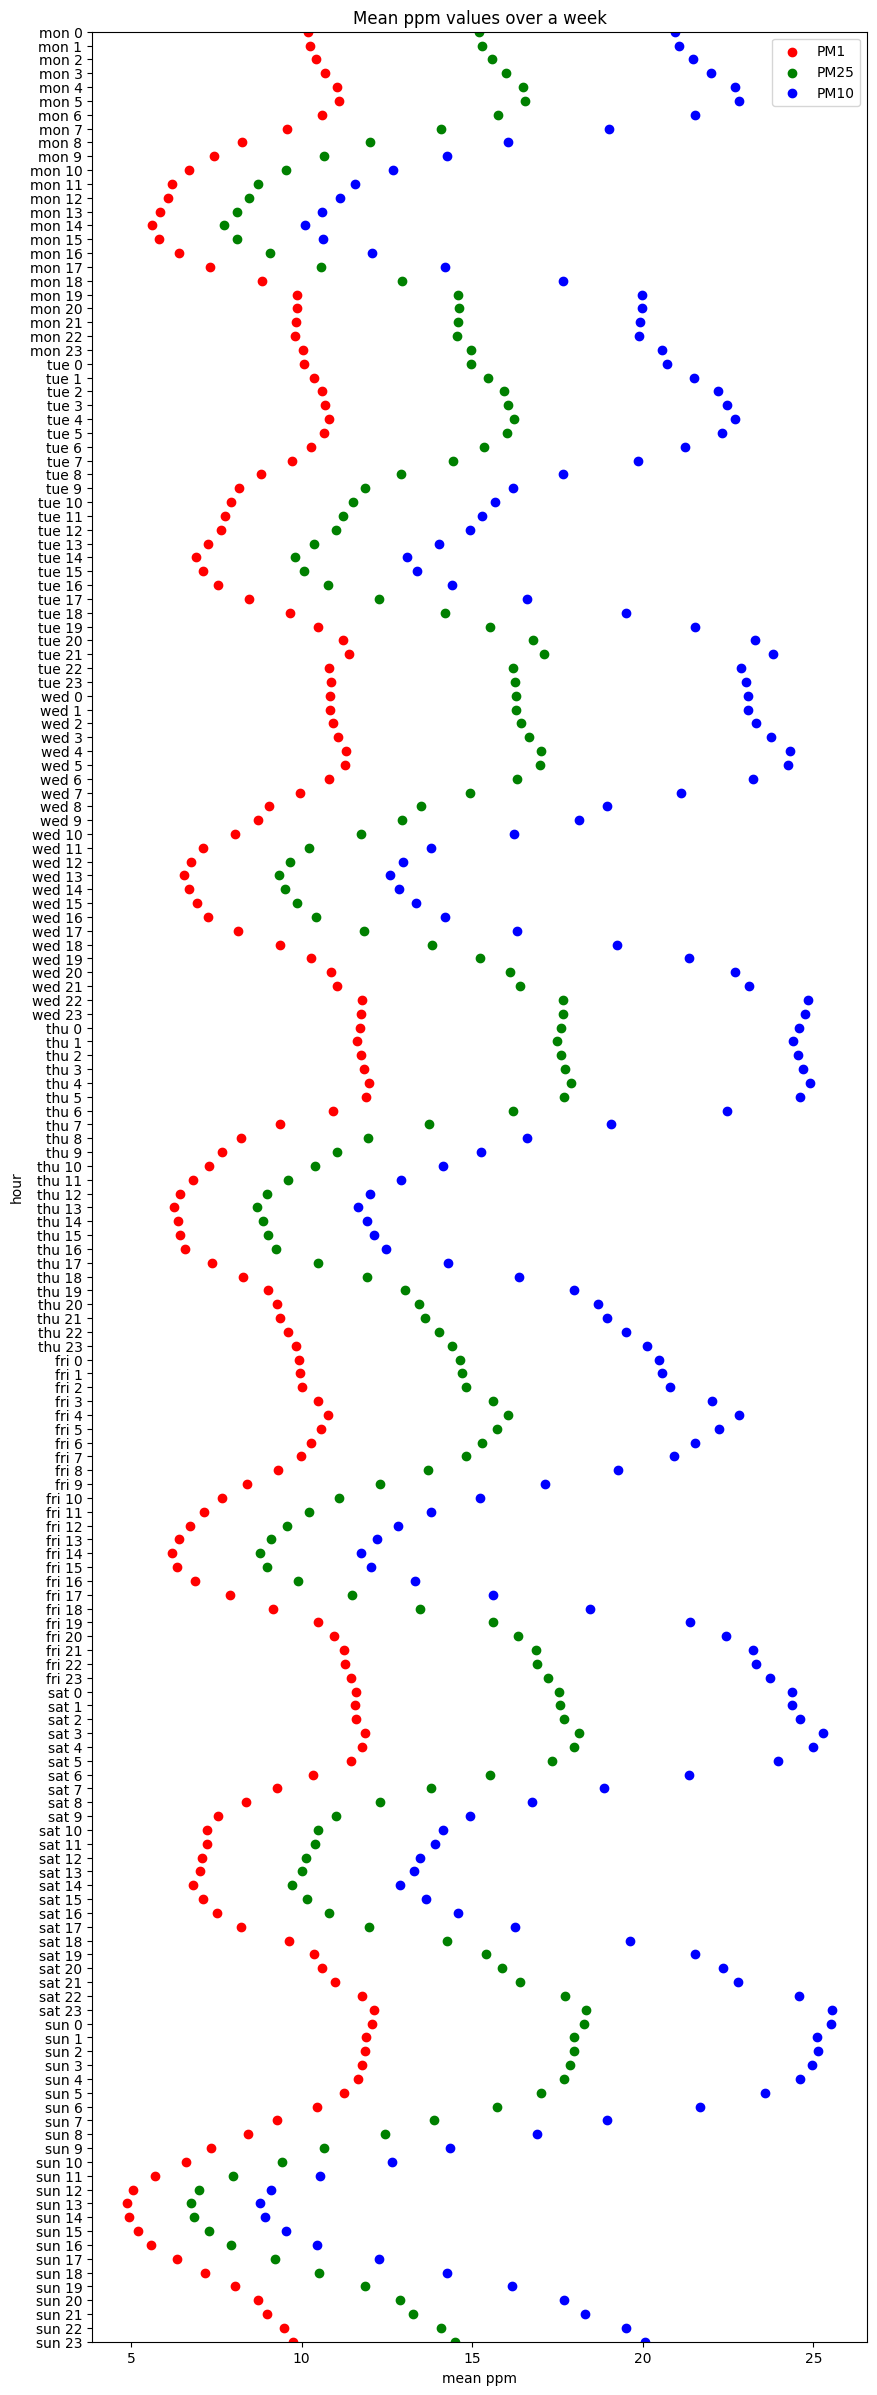 Mean ppm values over a week
PM1
PM25
PM10
mon 0
mon 1
mon 2
mon 3
mon 4
mon 5
mon 6
mon 7
mon 8
mon 9
mon 10
mon 11
mon 12
mon 13
mon 14
mon 15
mon 16
mon 17
mon 18
mon 19
mon 20
mon 21
mon 22
mon 23
tue 0
tue 1
tue 2
tue 3
tue 4
tue 5
tue 6
tue 7
tue 8
tue 9
tue 10
tue 11
tue 12
tue 13
tue 14
tue 15
tue 16
tue 17
tue 18
tue 19
tue 20
tue 21
tue 22
tue 23
wed 0
wed 1
wed 2
wed 3
wed 4
wed 5
wed 6
wed 7
wed 8
wed 9
wed 10
wed 11
wed 12
wed 13
wed 14
wed 15
wed 16
wed 17
wed 18
wed 19
wed 20
wed 21
wed 22
wed 23
thu 0
thu 1
thu 2
thu 3
thu 4
thu 5
thu 6
thu 7
thu 8
thu 9
thu 10
thu 11
thu 12
thu 13
thu 14
thu 15
thu 16
thu 17
thu 18
thu 19
thu 20
thu 21
thu 22
thu 23
fri 0
fri 1
fri 2
fri 3
fri 4
fri 5
fri 6
fri 7
fri 8
fri 9
fri 10
fri 11
fri 12
fri 13
fri 14
fri 15
fri 16
fri 17
fri 18
fri 19
fri 20
fri 21
fri 22
fri 23
sat 0
sat 1
sat 2
sat 3
sat 4
sat 5
sat 6
sat 7
sat 8
sat 9
sat 10
sat 11
sat 12
sat 13
sat 14
sat 15
sat 16
sat 17
sat 18
sat 19
sat 20
sat 21
sat 22
sat 23
sun 0
sun 1
sun 2
sun 3
sun 4
sun 5
sun 6
sun 7
sun 8
sun 9
sun 10
sun 11
sun 12
sun 13
sun 14
sun 15
sun 16
sun 17
sun 18
sun 19
sun 20
sun 21
sun 22
sun 23
hour
5 10 15 20 25
mean ppm